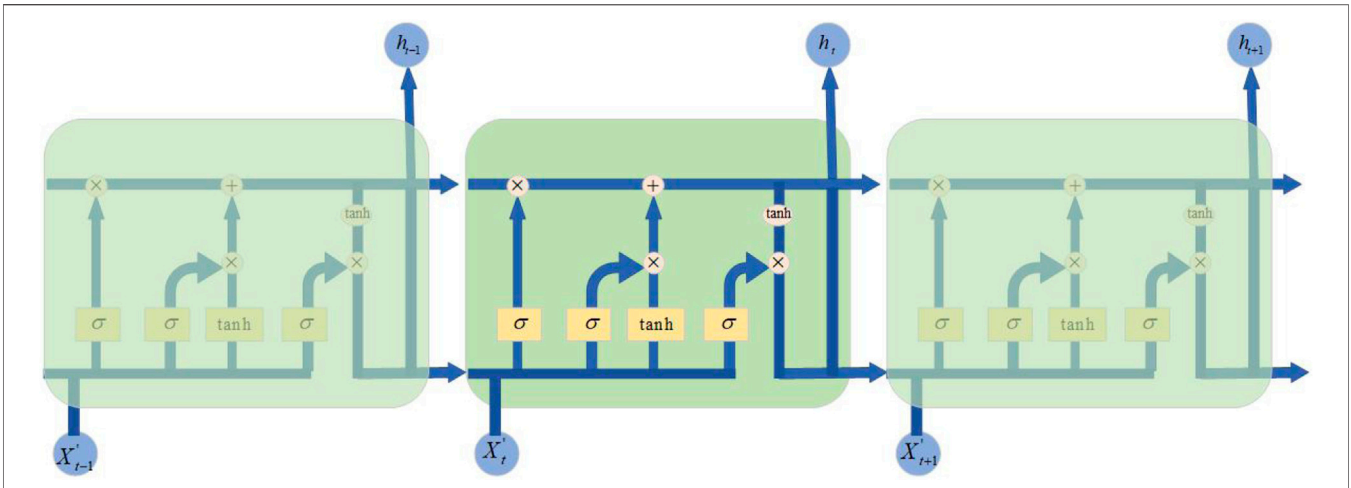 h_{t-1} h_t h_{t+1}
× + × + × +
tanh tanh tanh
× × × × × ×
σ σ tanh σ σ σ tanh σ σ σ tanh σ
X'_{t-1} X'_t X'_{t+1}